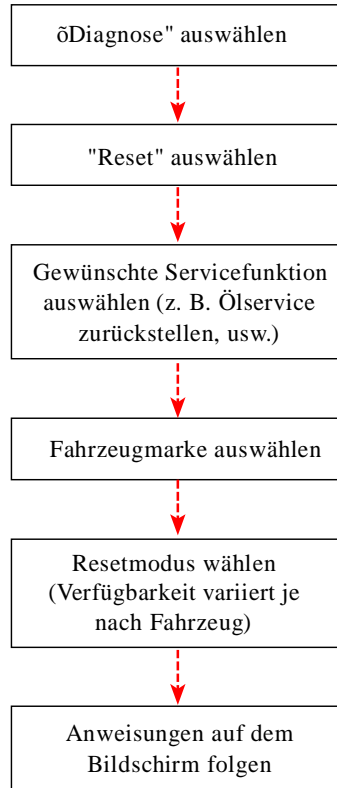 õDiagnose" auswählen
"Reset" auswählen
Gewünschte Servicefunktion
auswählen (z. B. Ölservice
zurückstellen, usw.)
Fahrzeugmarke auswählen
Resetmodus wählen
(Verfügbarkeit variiert je
nach Fahrzeug)
Anweisungen auf dem
Bildschirm folgen